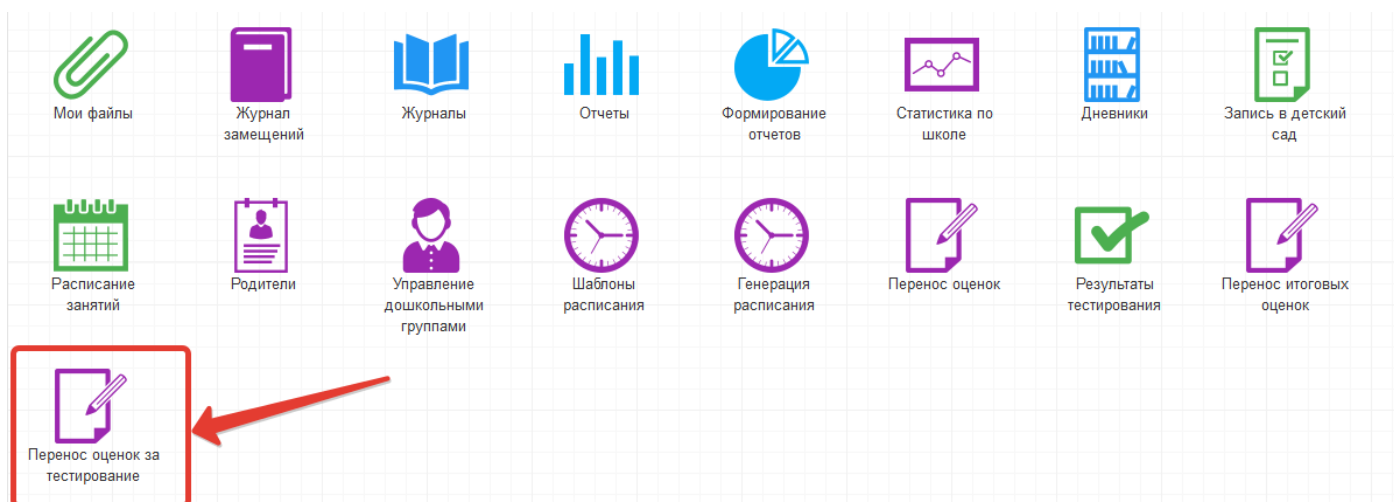 Мои файлы
Журнал
замещений
Журналы
Отчеты
Формирование
отчетов
Статистика по
школе
Дневники
Запись в детский
сад
Расписание
занятий
Родители
Управление
дошкольными
группами
Шаблоны
расписания
Генерация
расписания
Перенос оценок
Результаты
тестирования
Перенос итоговых
оценок
Перенос оценок за
тестирование